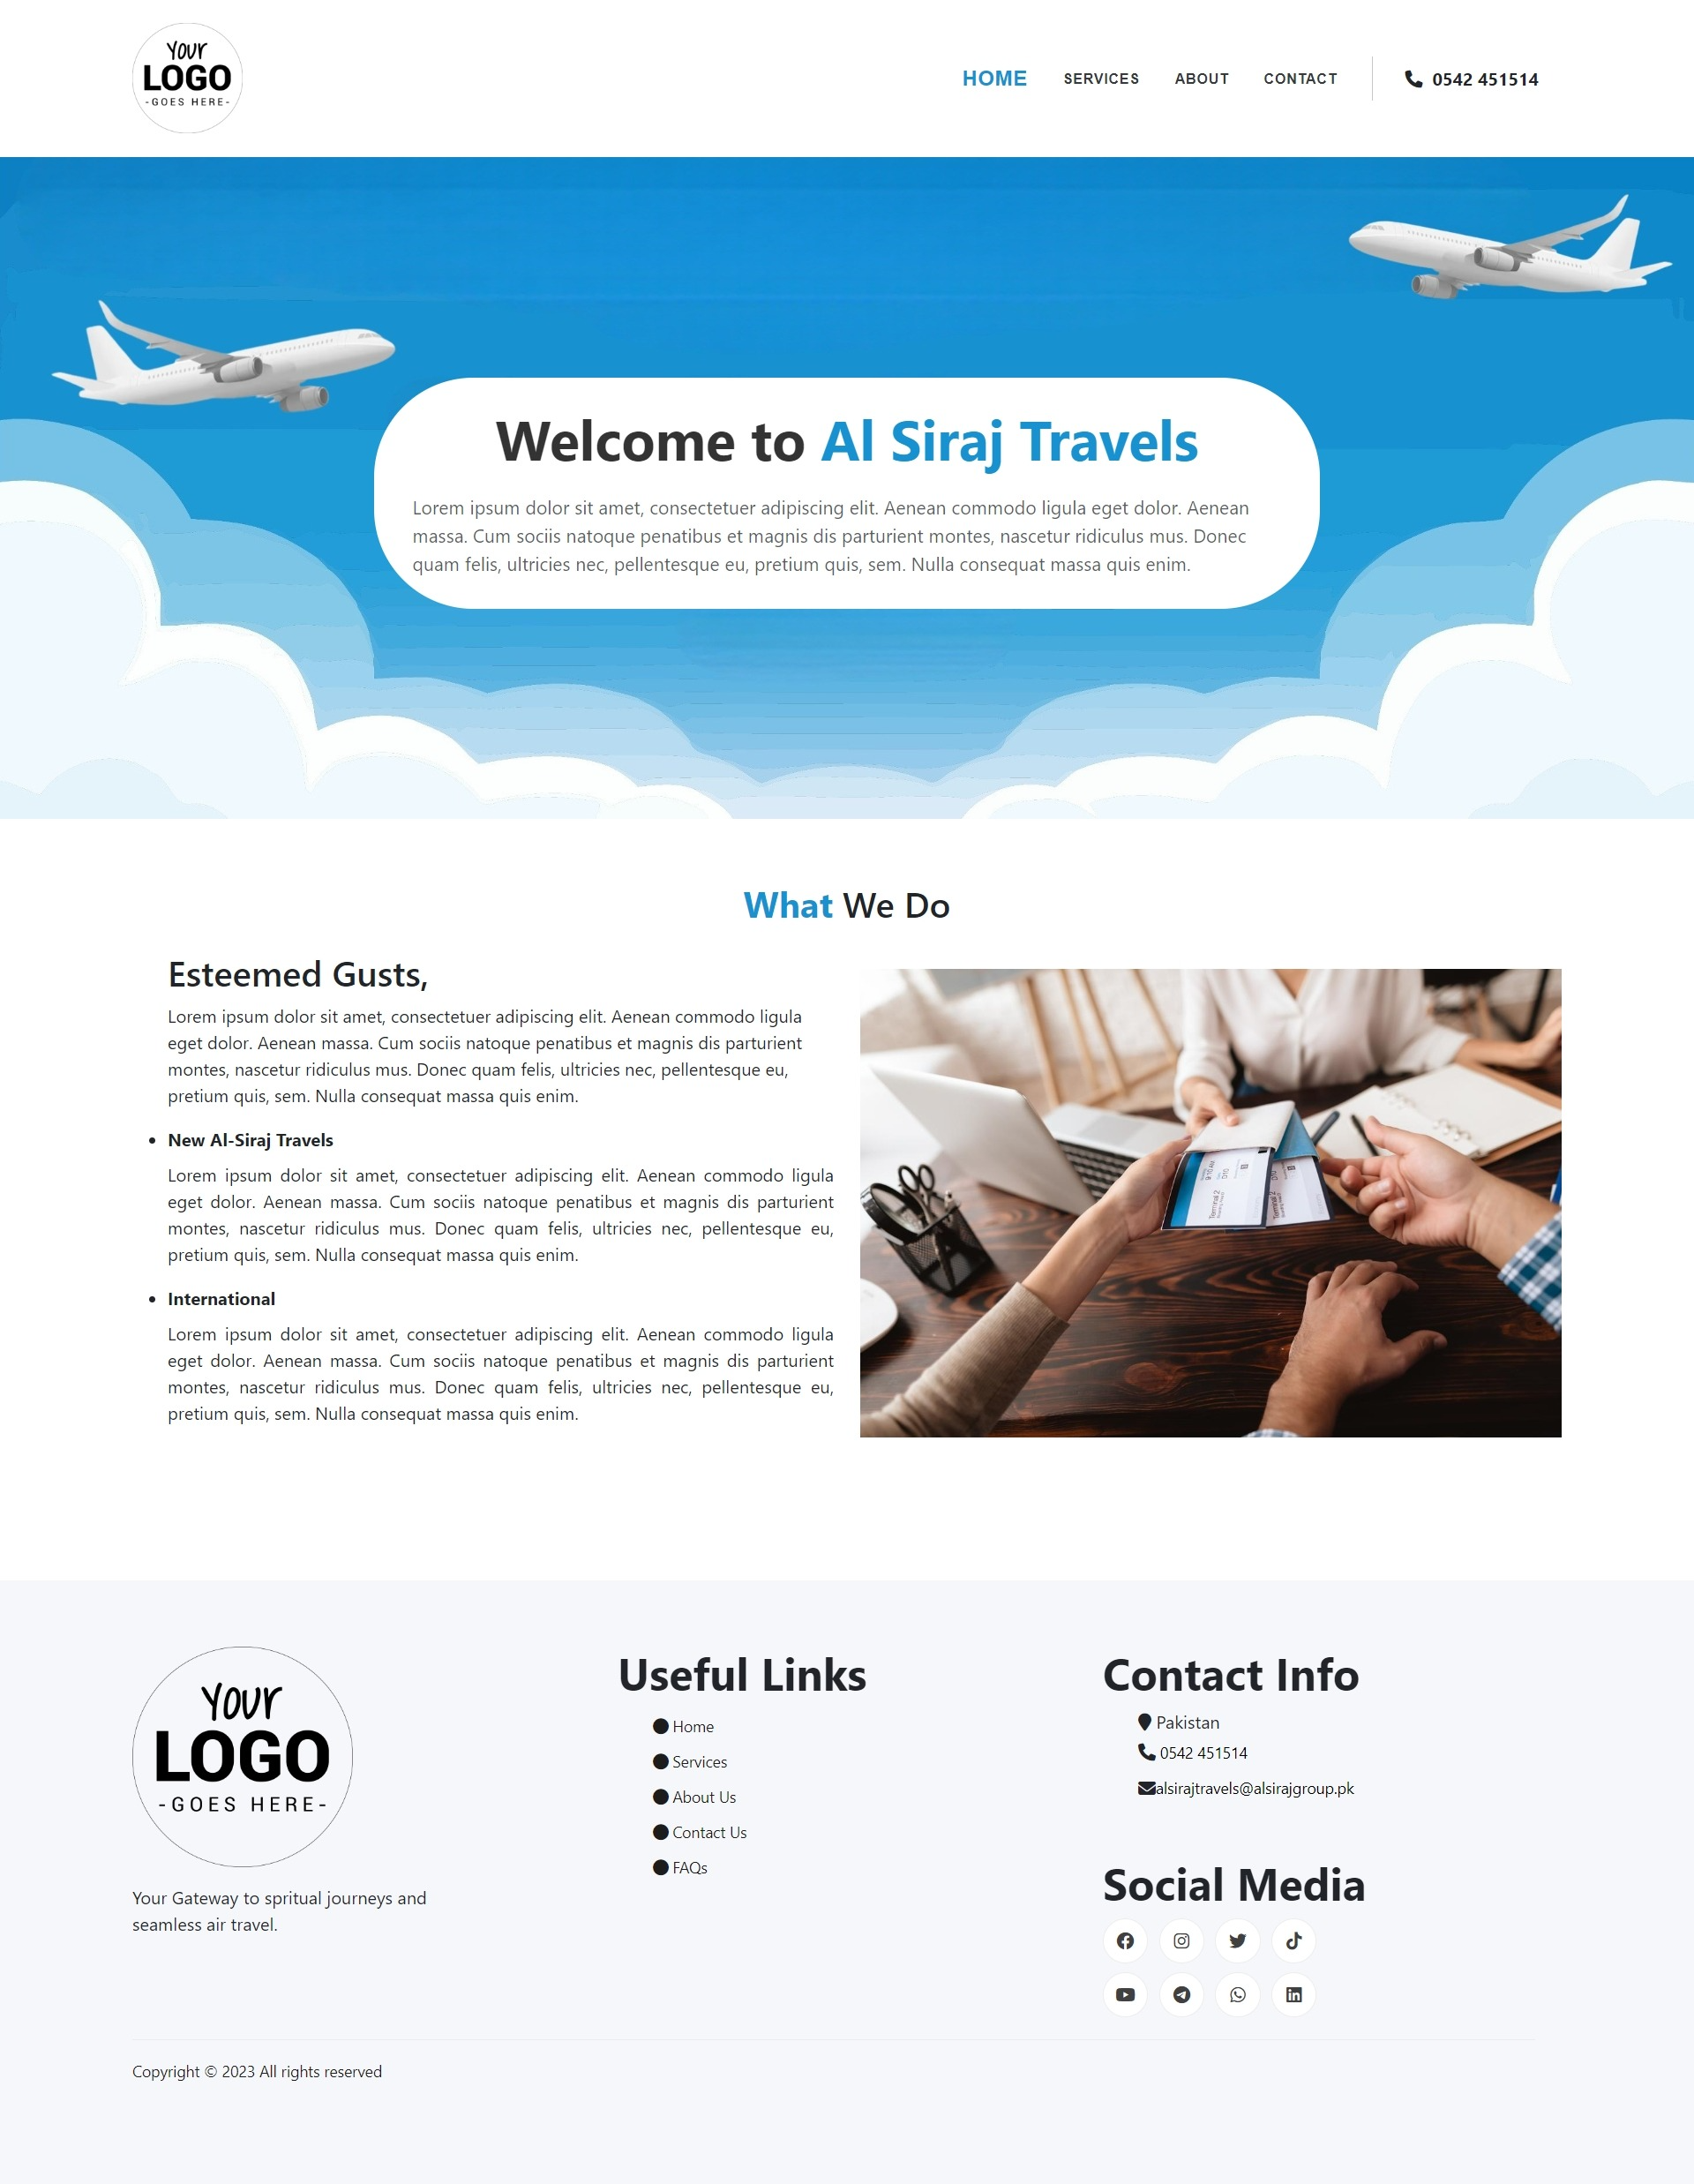 Your
LOGO
-GOES HERE-
HOME SERVICES ABOUT CONTACT 0542 451514
Welcome to Al Siraj Travels
Lorem ipsum dolor sit amet, consectetuer adipiscing elit. Aenean commodo ligula eget dolor. Aenean
massa. Cum sociis natoque penatibus et magnis dis parturient montes, nascetur ridiculus mus. Donec
quam felis, ultricies nec, pellentesque eu, pretium quis, sem. Nulla consequat massa quis enim.
What We Do
Esteemed Gusts,
Lorem ipsum dolor sit amet, consectetuer adipiscing elit. Aenean commodo ligula
eget dolor. Aenean massa. Cum sociis natoque penatibus et magnis dis parturient
montes, nascetur ridiculus mus. Donec quam felis, ultricies nec, pellentesque eu,
pretium quis, sem. Nulla consequat massa quis enim.
• New Al-Siraj Travels
Lorem ipsum dolor sit amet, consectetuer adipiscing elit. Aenean commodo ligula
eget dolor. Aenean massa. Cum sociis natoque penatibus et magnis dis parturient
montes, nascetur ridiculus mus. Donec quam felis, ultricies nec, pellentesque eu,
pretium quis, sem. Nulla consequat massa quis enim.
• International
Lorem ipsum dolor sit amet, consectetuer adipiscing elit. Aenean commodo ligula
eget dolor. Aenean massa. Cum sociis natoque penatibus et magnis dis parturient
montes, nascetur ridiculus mus. Donec quam felis, ultricies nec, pellentesque eu,
pretium quis, sem. Nulla consequat massa quis enim.
Terminal 2
Terminal 2
Your
LOGO
-GOES HERE-
Your Gateway to spritual journeys and
seamless air travel.
Useful Links
Home
Services
About Us
Contact Us
FAQs
Contact Info
Pakistan
0542 451514
alsirajtravels@alsirajgroup.pk
Social Media
Copyright © 2023 All rights reserved